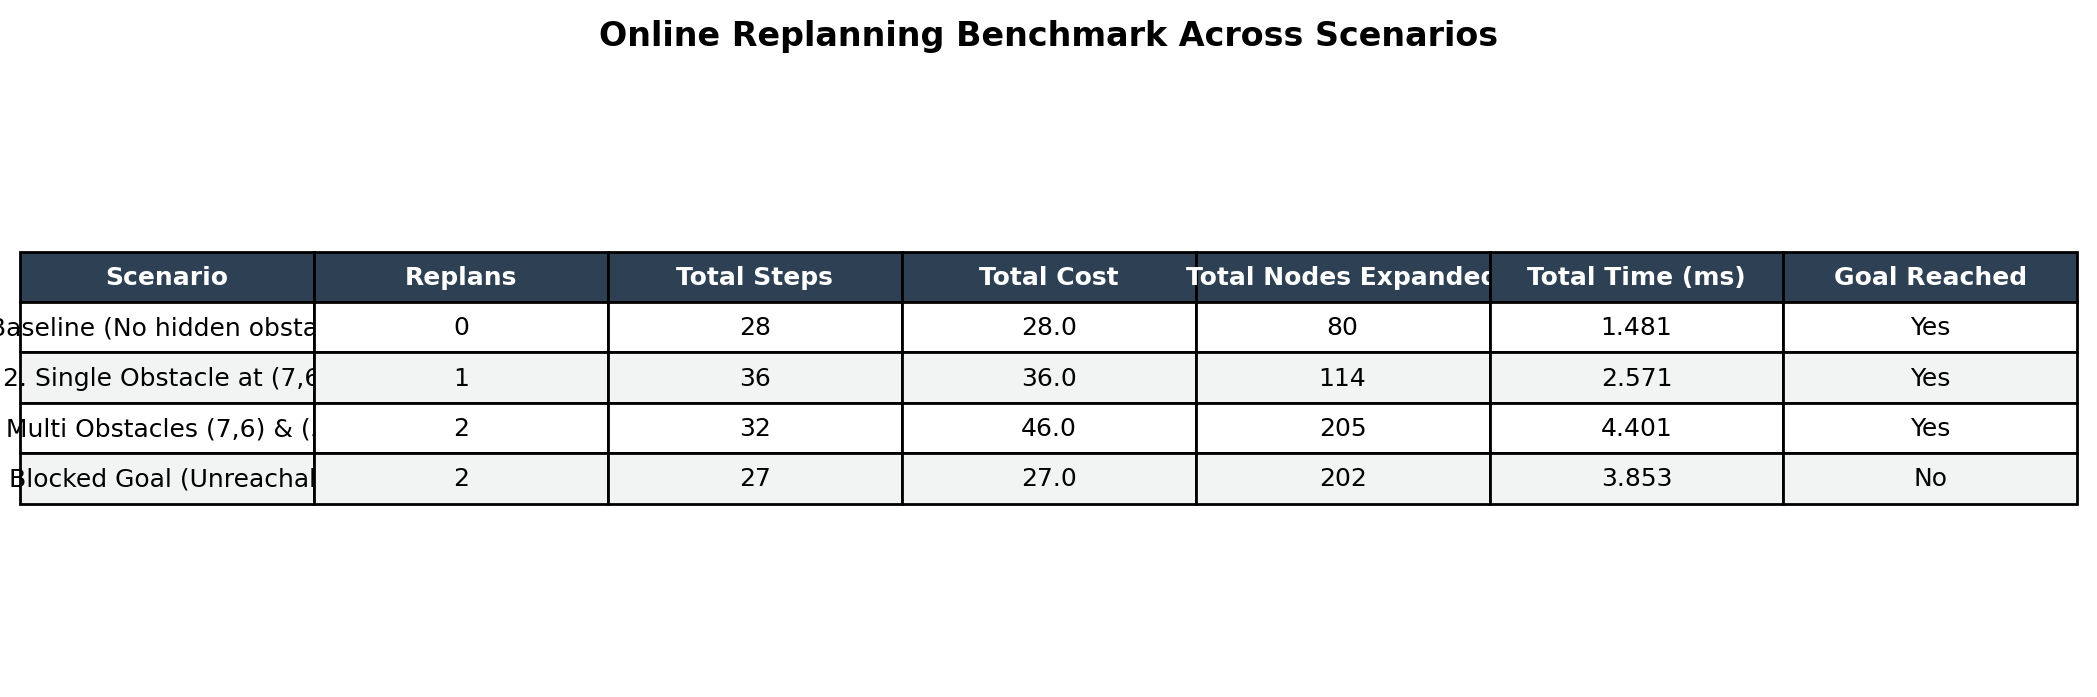 Online Replanning Benchmark Across Scenarios
Scenario Replans Total Steps Total Cost Total Nodes Expanded Total Time (ms) Goal Reached
Baseline (No hidden obsta 0 28 28.0 80 1.481 Yes
2. Single Obstacle at (7,6 1 36 36.0 114 2.571 Yes
Multi Obstacles (7,6) & ( 2 32 46.0 205 4.401 Yes
Blocked Goal (Unreachab 2 27 27.0 202 3.853 No